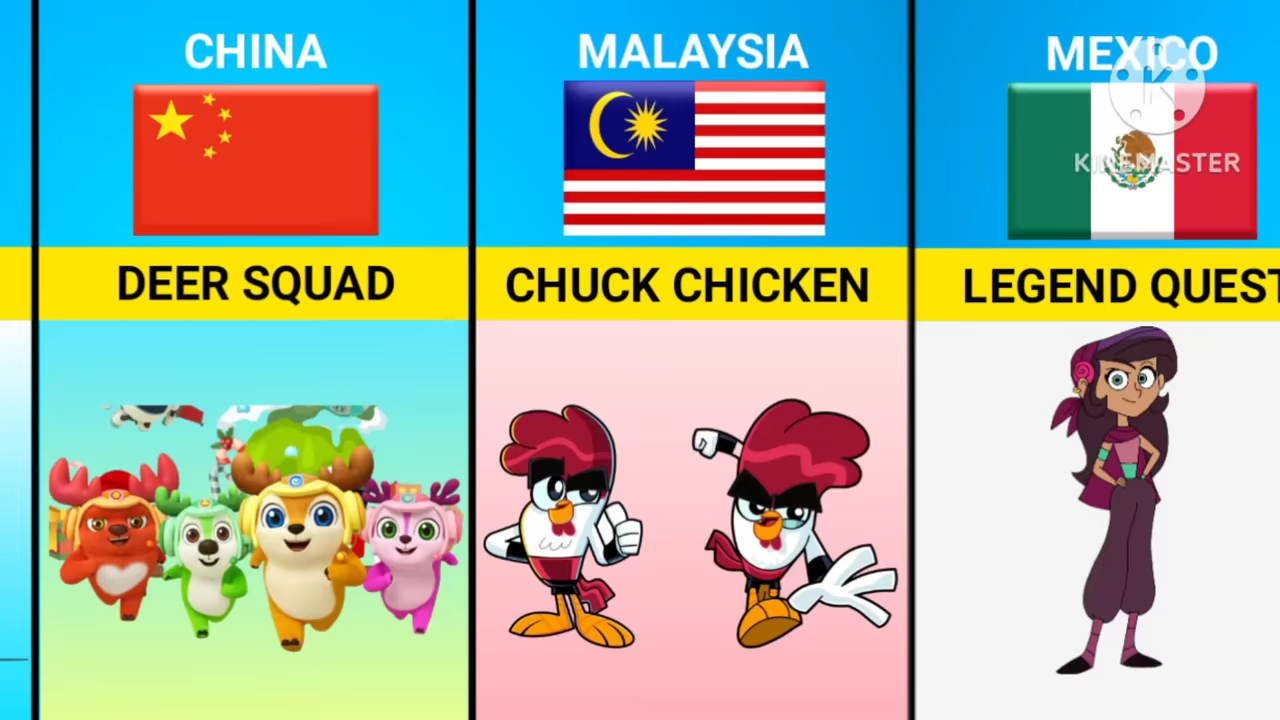 CHINA
MALAYSIA
MEXICO
K
KINEMASTER
DEER SQUAD
CHUCK CHICKEN
LEGEND QUEST